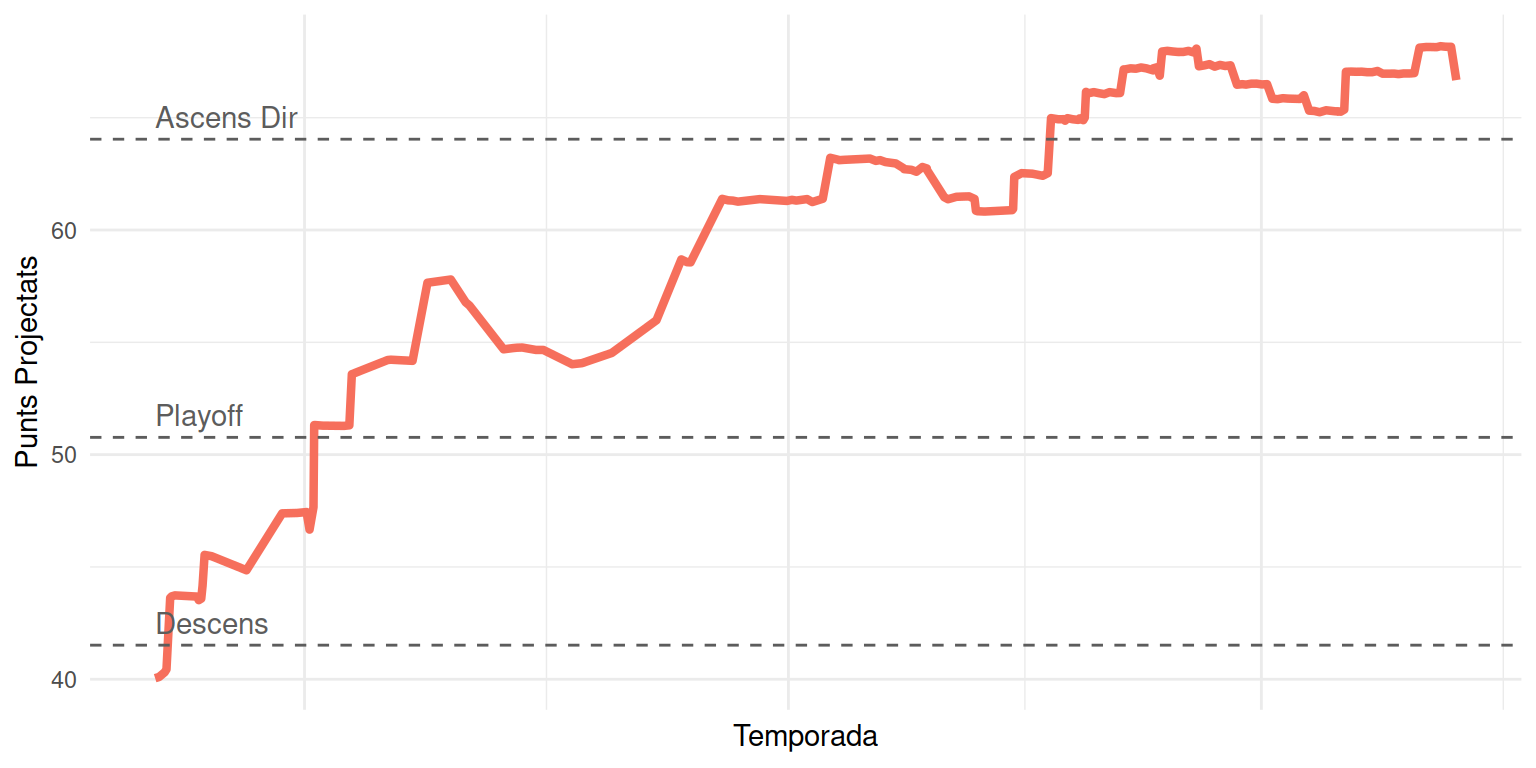 Ascens Dir
60
Punts Projectats
Playoff
50
Descens
40
Temporada